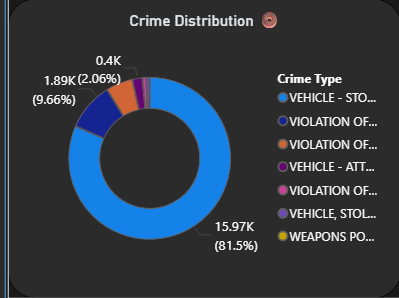 Crime Distribution
0.4K
(2.06%)
1.89K
(9.66%)
15.97K
(81.5%)
Crime Type
VEHICLE - STO...
VIOLATION OF...
VIOLATION OF...
VEHICLE - ATT...
VIOLATION OF...
VEHICLE, STOL...
WEAPONS PO...